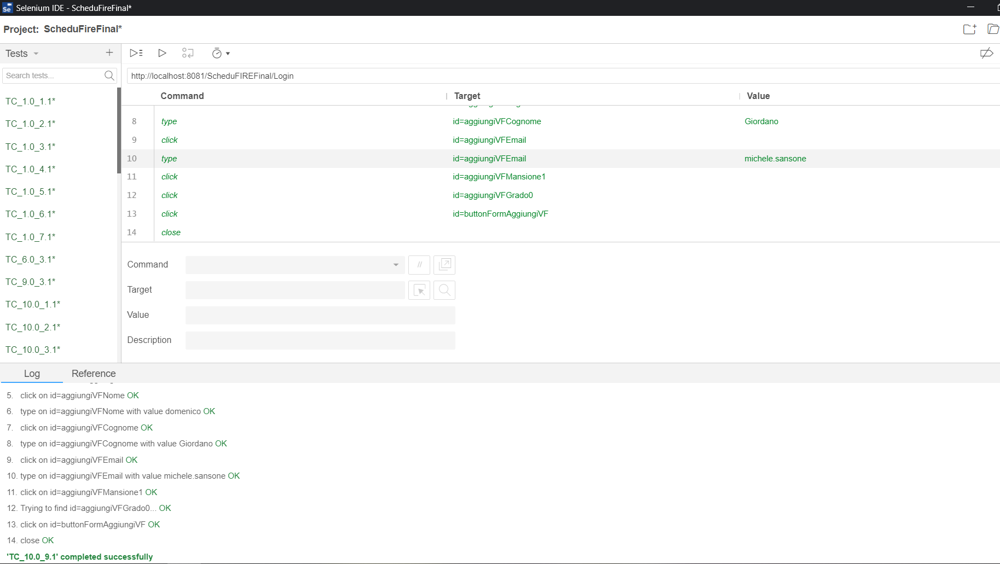 Selenium IDE - ScheduFireFinal*
Project: ScheduFireFinal*
Tests
Search tests...
TC_1.0_1.1*
TC_1.0_2.1*
TC_1.0_3.1*
TC_1.0_4.1*
TC_1.0_5.1*
TC_1.0_6.1*
TC_1.0_7.1*
TC_6.0_3.1*
TC_9.0_3.1*
TC_10.0_1.1*
TC_10.0_2.1*
TC_10.0_3.1*
http://localhost:8081/ScheduFIREFinal/Login
Command Target Value
8 type id=aggiungiVFCognome Giordano
9 click id=aggiungiVFEmail
10 type id=aggiungiVFEmail michele.sansone
11 click id=aggiungiVFMansione1
12 click id=aggiungiVFGrado0
13 click id=buttonFormAggiungiVF
14 close
Command //
Target
Value
Description
Log Reference
5. click on id=aggiungiVFNome OK
6. type on id=aggiungiVFNome with value domenico OK
7. click on id=aggiungiVFCognome OK
8. type on id=aggiungiVFCognome with value Giordano OK
9. click on id=aggiungiVFEmail OK
10. type on id=aggiungiVFEmail with value michele.sansone OK
11. click on id=aggiungiVFMansione1 OK
12. Trying to find id=aggiungiVFGrado0... OK
13. click on id=buttonFormAggiungiVF OK
14. close OK
'TC_10.0_9.1' completed successfully